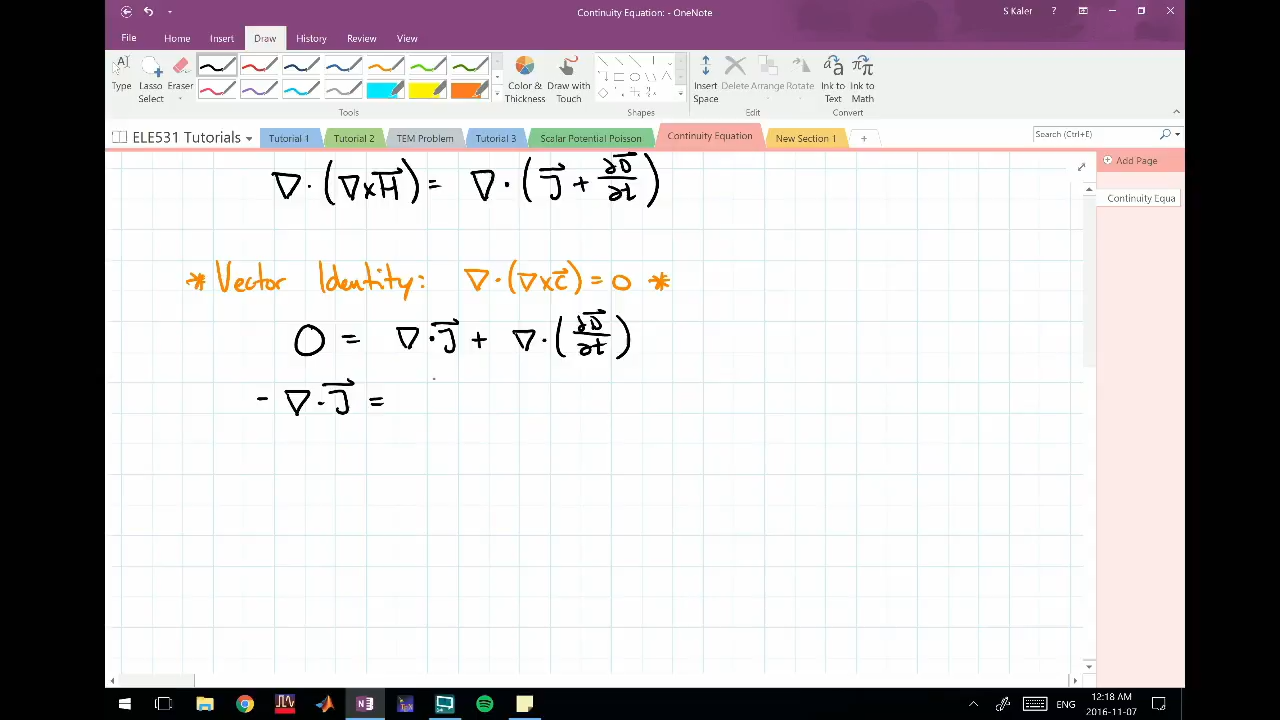 Continuity Equation: - OneNote
S Kaler ?
File Home Insert Draw History Review View
Type Lasso Select Eraser Color & Thickness Draw with Touch Insert Space Delete Arrange Rotate Ink to Text Ink to Math
Tools Shapes Edit Convert
ELE531 Tutorials Tutorial 1 Tutorial 2 TEM Problem Tutorial 3 Scalar Potential Poisson Continuity Equation New Section 1 + Search (Ctrl+E)
Add Page
Continuity Equa
∇·(∇×H⃗) = ∇·(J⃗ + ∂D⃗/∂t)
* Vector Identity: ∇·(∇×C⃗) = 0 *
0 = ∇·J⃗ + ∇·(∂D⃗/∂t)
-∇·J⃗ =
ENG 12:18 AM
2016-11-07